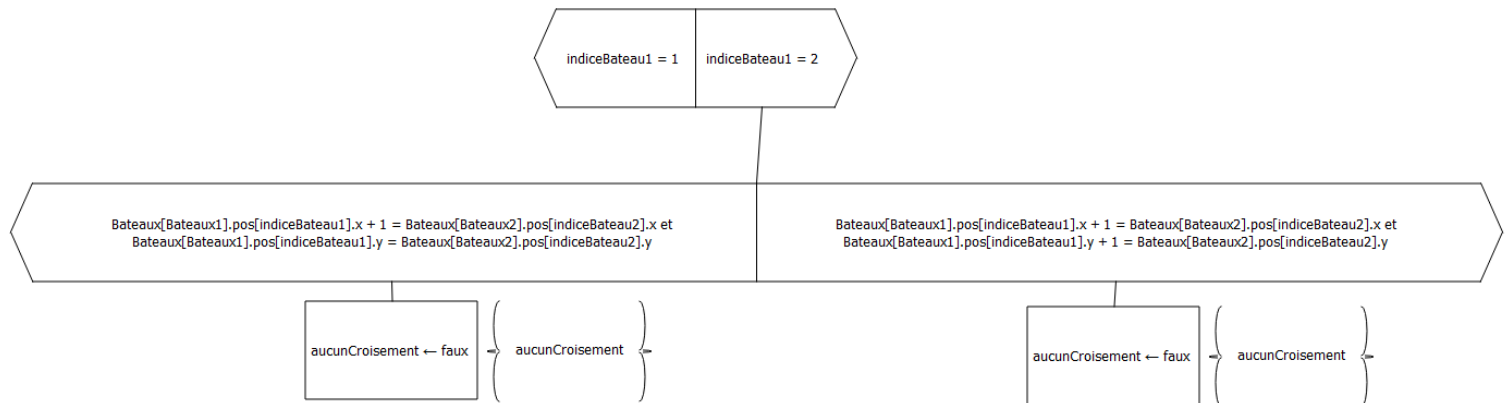 indiceBateau1 = 1
indiceBateau1 = 2
Bateaux[Bateaux1].pos[indiceBateau1].x + 1 = Bateaux[Bateaux2].pos[indiceBateau2].x et
Bateaux[Bateaux1].pos[indiceBateau1].y = Bateaux[Bateaux2].pos[indiceBateau2].y
Bateaux[Bateaux1].pos[indiceBateau1].x + 1 = Bateaux[Bateaux2].pos[indiceBateau2].x et
Bateaux[Bateaux1].pos[indiceBateau1].y + 1 = Bateaux[Bateaux2].pos[indiceBateau2].y
aucunCroisement ← faux
aucunCroisement
aucunCroisement ← faux
aucunCroisement